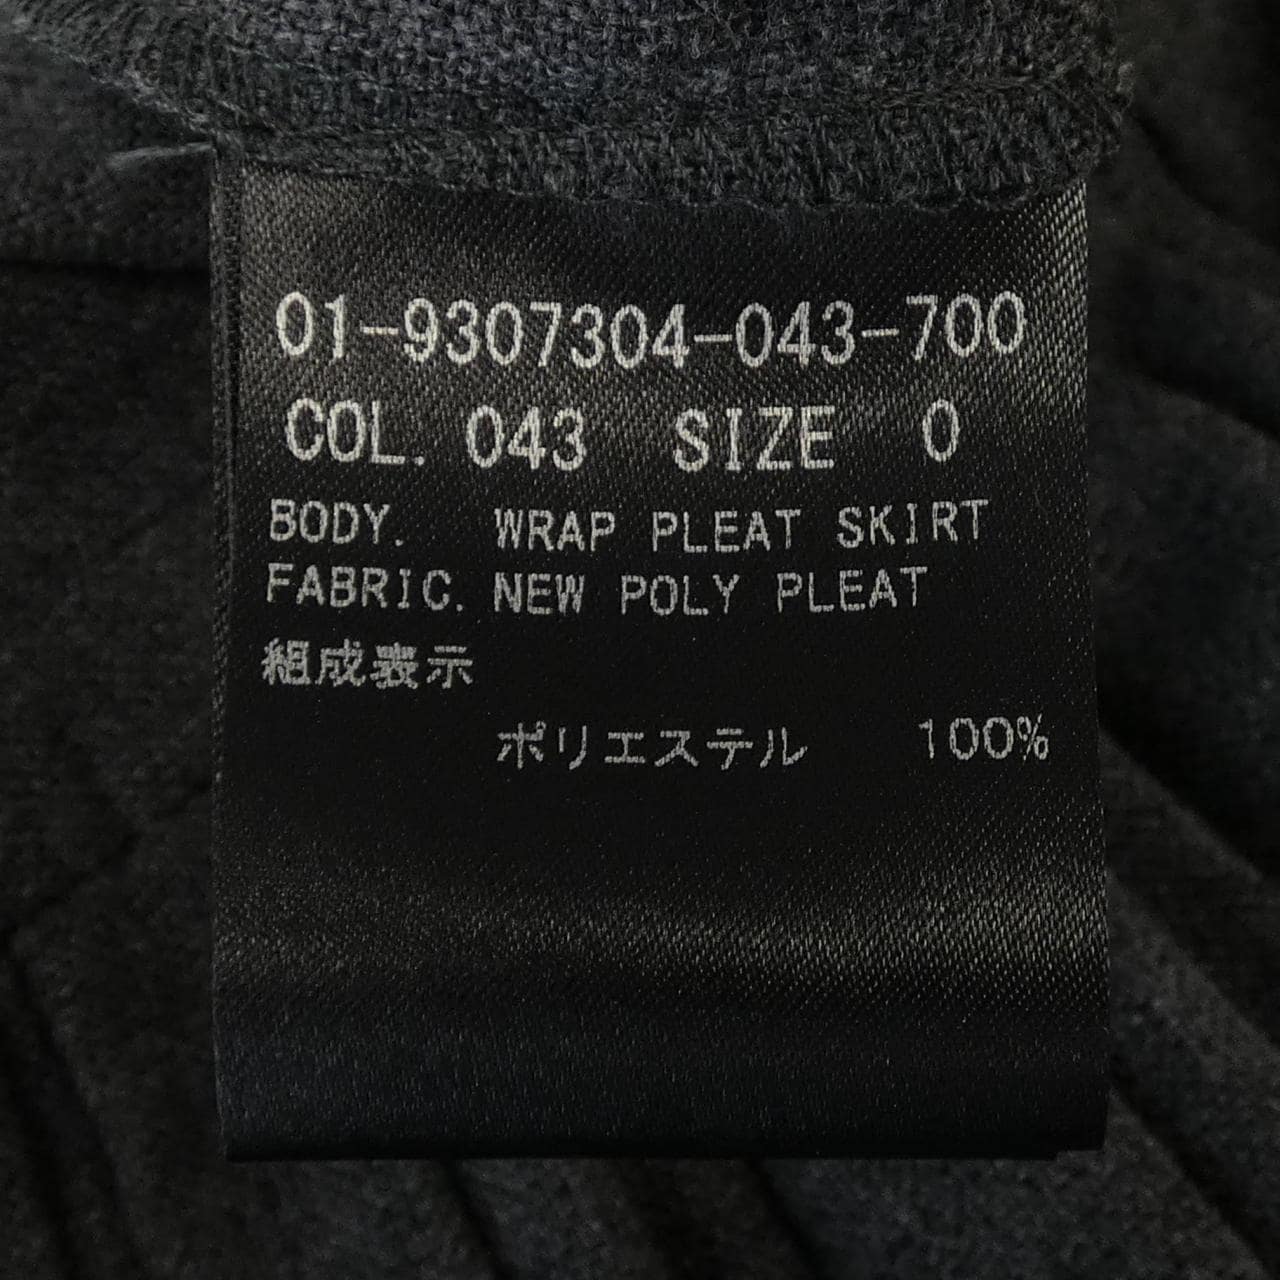 01-9307304-043-700
COL. 043 SIZE 0
BODY. WRAP PLEAT SKIRT
FABRIC. NEW POLY PLEAT
組成表示
ポリエステル 100%